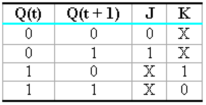 Q(t) Q(t + 1) J K
0 0 0 X
0 1 1 X
1 0 X 1
1 1 X 0